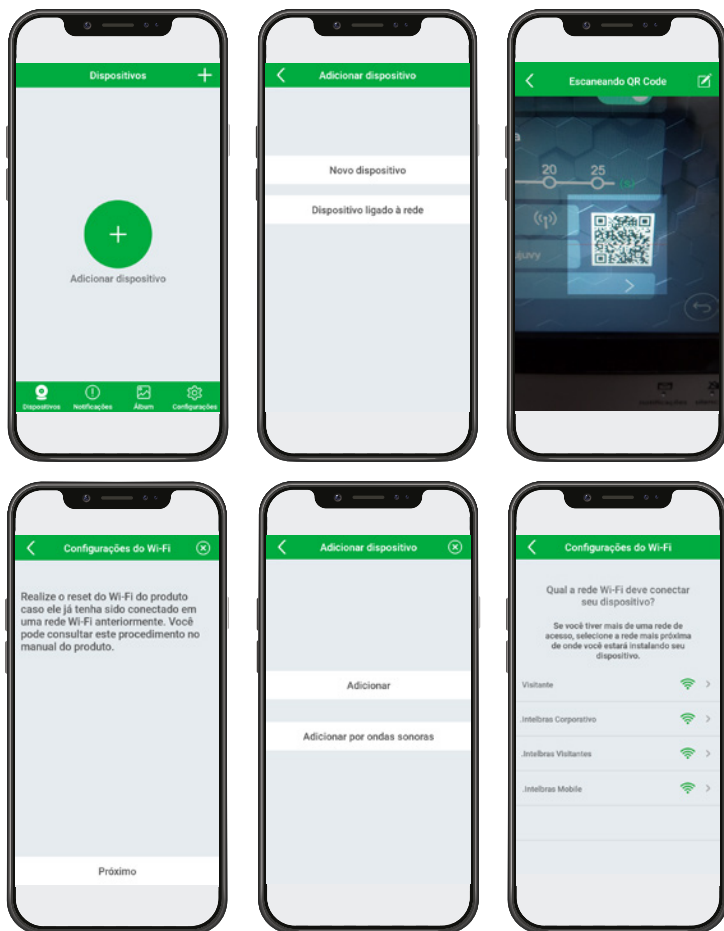 Dispositivos
Adicionar dispositivo
Dispositivos
Notificações
Álbum
Configurações
Adicionar dispositivo
Novo dispositivo
Dispositivo ligado à rede
Escaneando QR Code
a
20
25
(s)
ujuvy
Configurações do Wi-Fi
Realize o reset do Wi-Fi do produto
caso ele já tenha sido conectado em
uma rede Wi-Fi anteriormente. Você
pode consultar este procedimento no
manual do produto.
Próximo
Adicionar dispositivo
Adicionar
Adicionar por ondas sonoras
Configurações do Wi-Fi
Qual a rede Wi-Fi deve conectar
seu dispositivo?
Se você tiver mais de uma rede de
acesso, selecione a rede mais próxima
de onde você estará instalando seu
dispositivo.
Visitante
.Intelbras Corporativo
.Intelbras Visitantes
.Intelbras Mobile